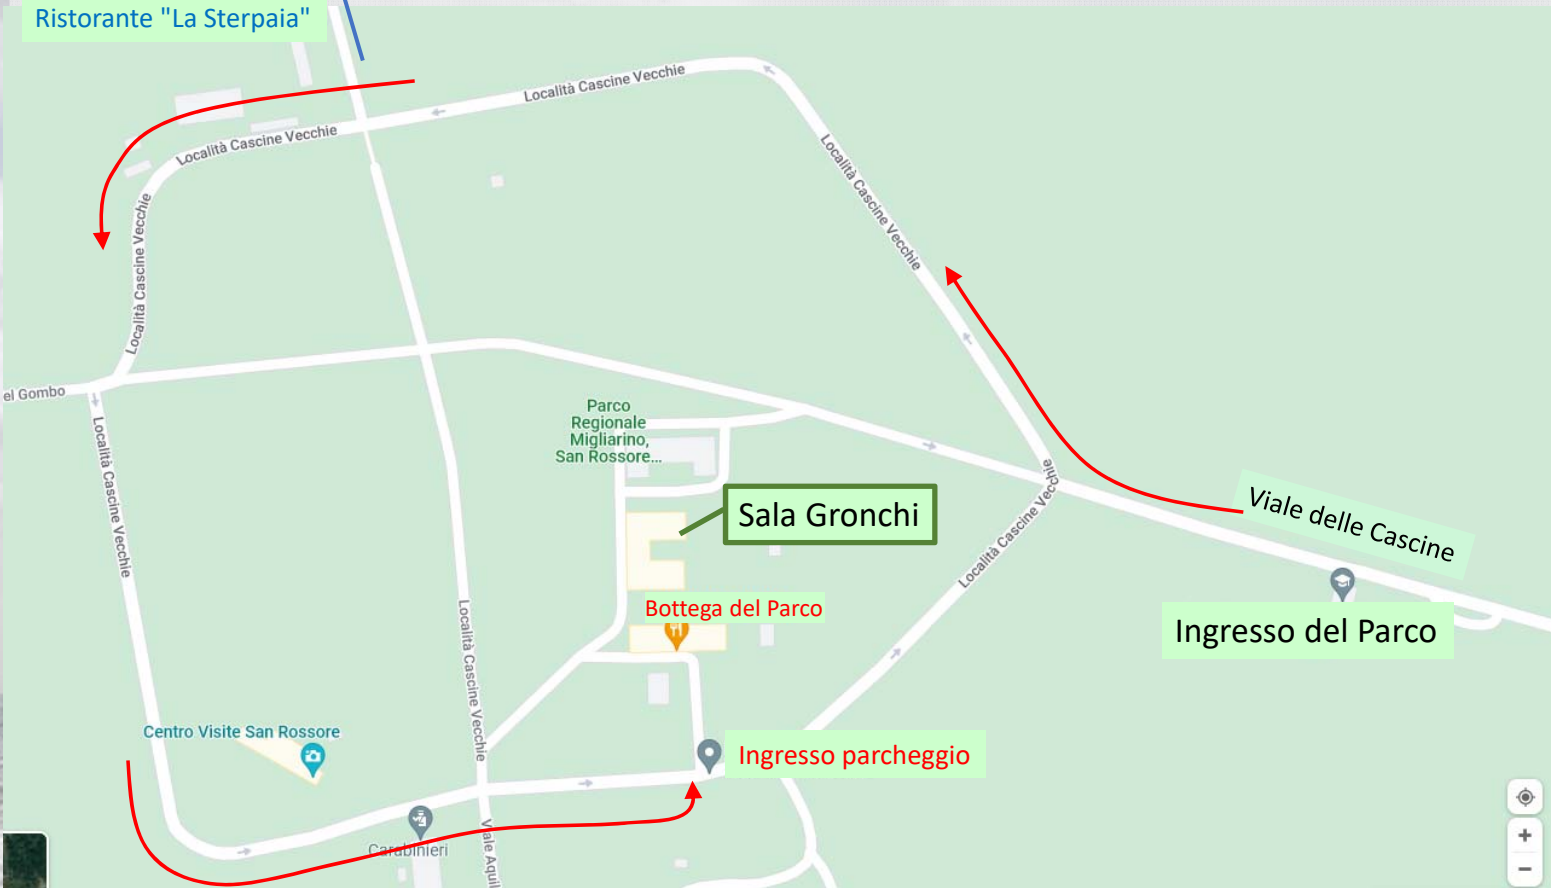 Ristorante "La Sterpaia"
Località Cascine Vecchie
Località Cascine Vecchie
Località Cascine Vecchie
Località Cascine Vecchie
el Gombo
Parco
Regionale
Migliarino,
San Rossore...
Località Cascine Vecchie
Sala Gronchi
Viale delle Cascine
Località Cascine Vecchie
Bottega del Parco
Ingresso del Parco
Località Cascine Vecchie
Centro Visite San Rossore
Ingresso parcheggio
Carabinieri
Viale Aquil
+
−